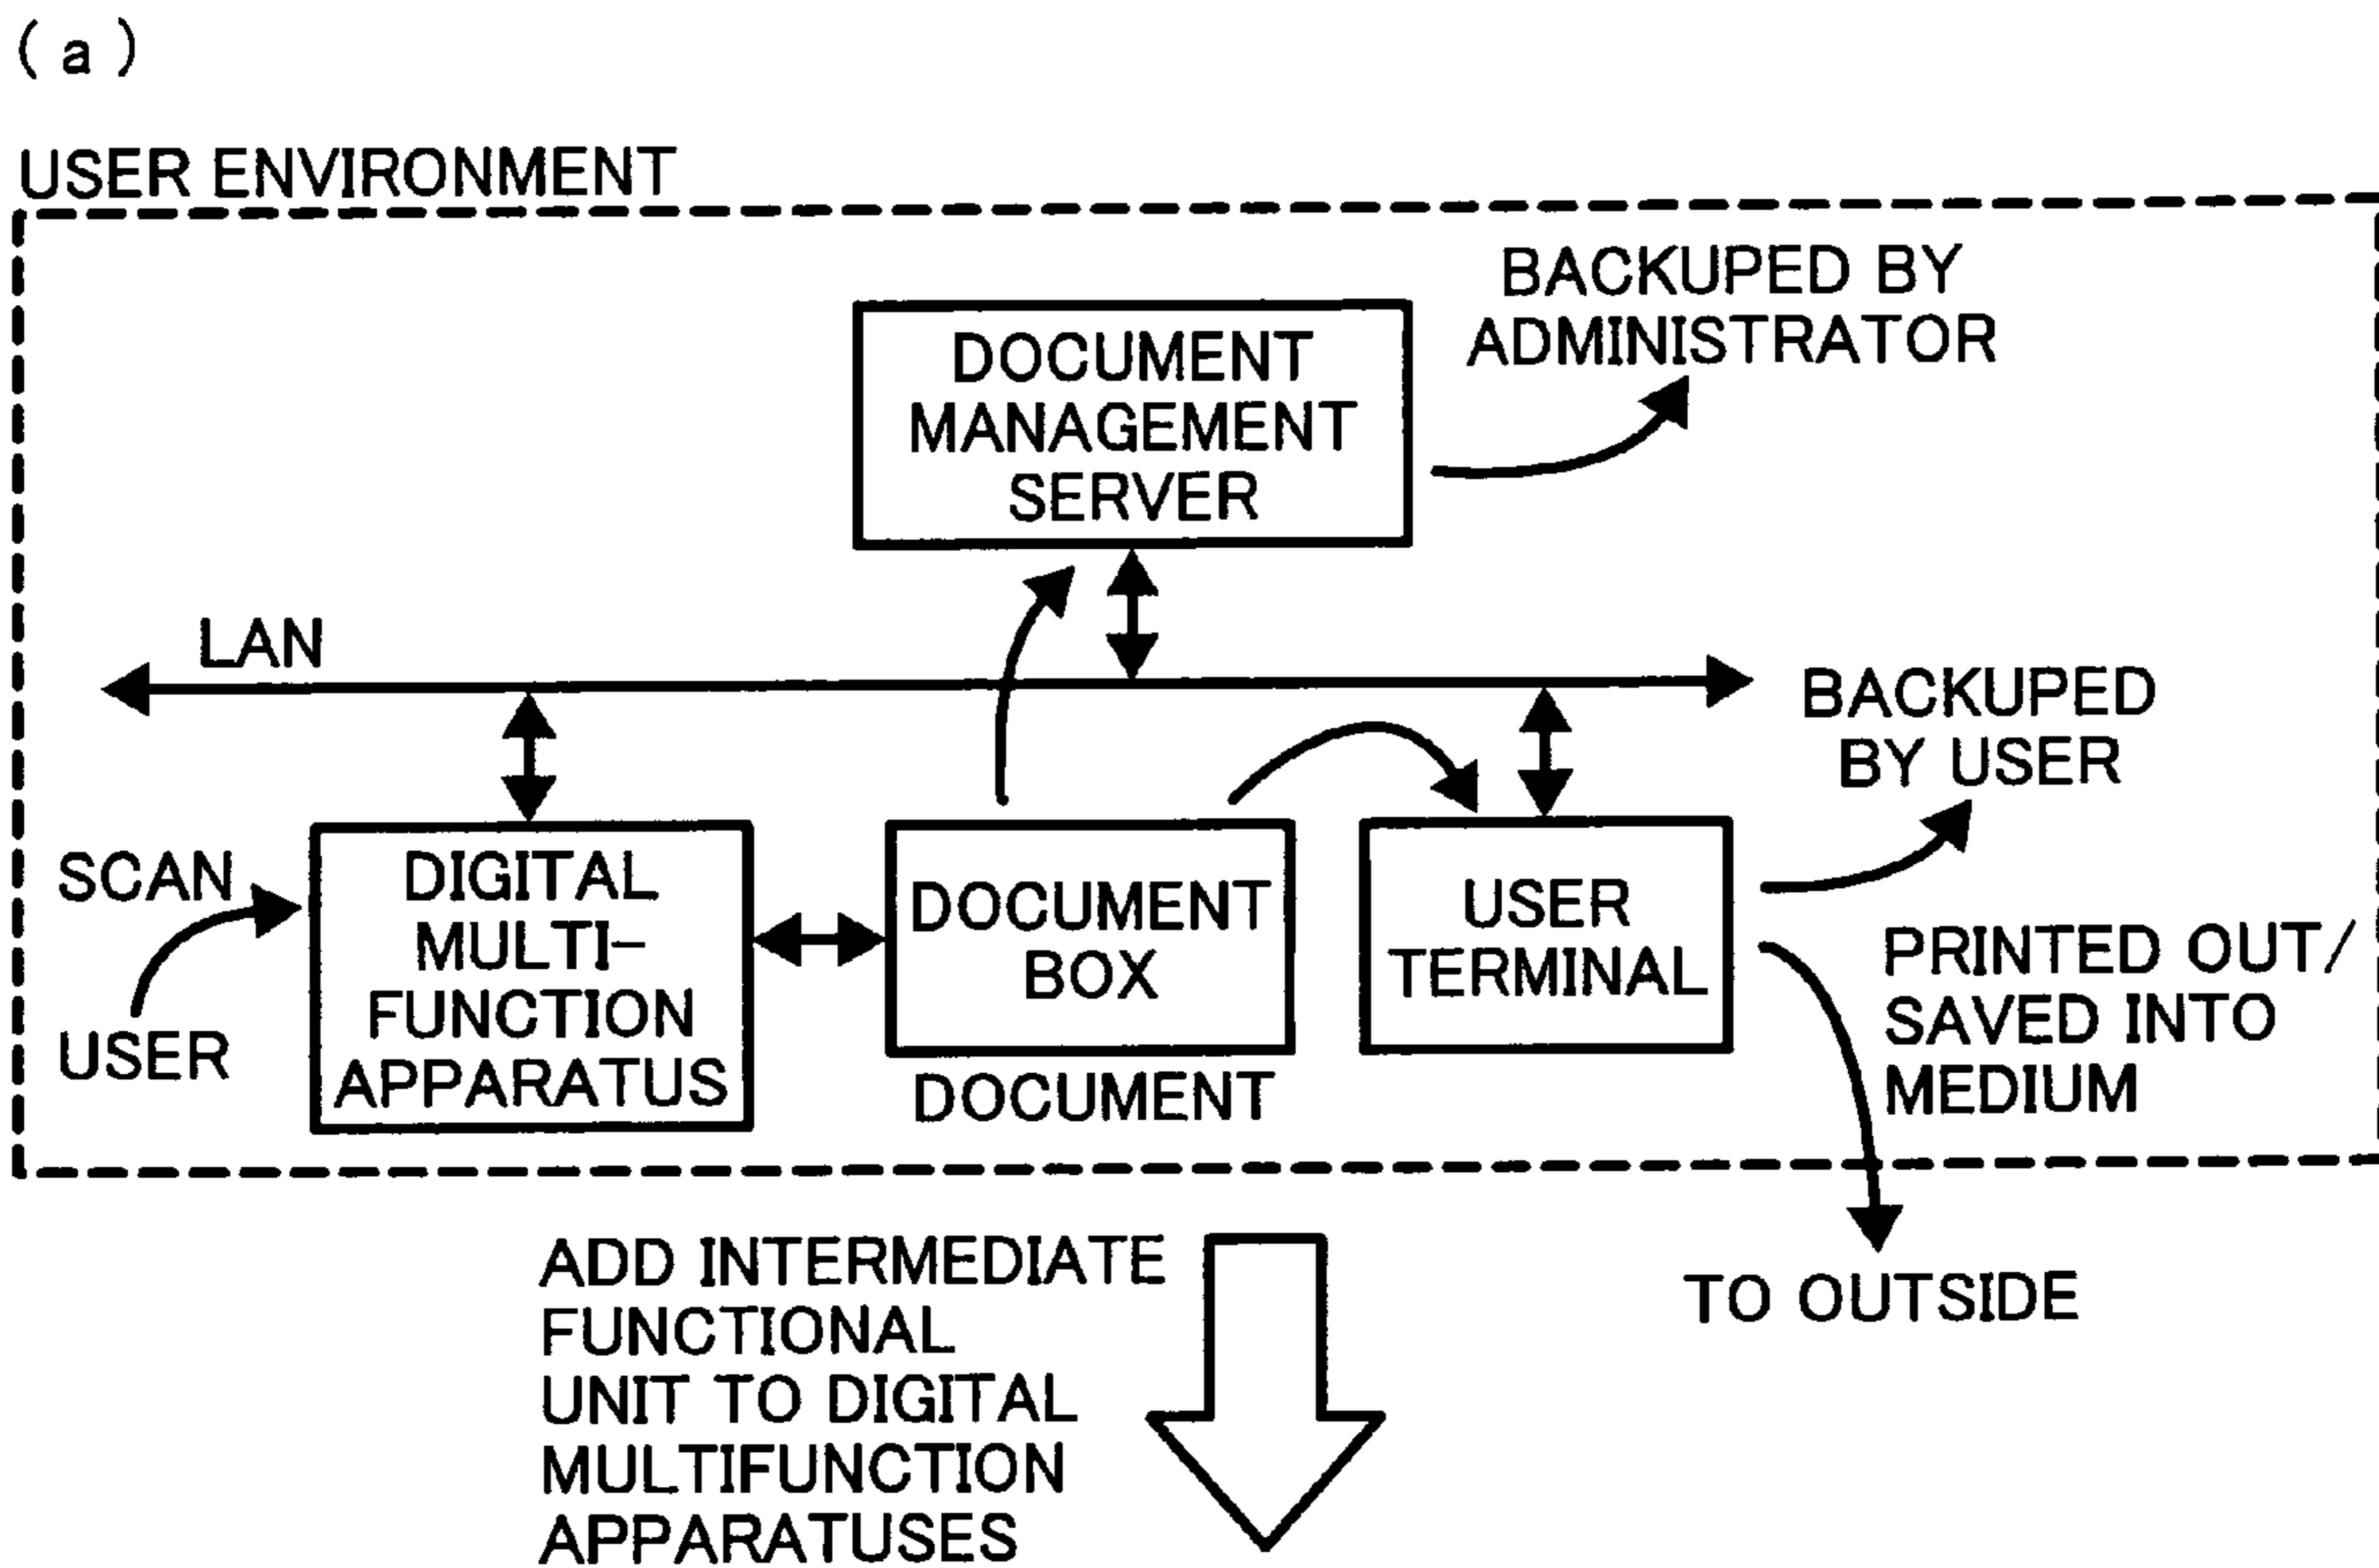 (a)
USER ENVIRONMENT
BACKUPED BY
ADMINISTRATOR
DOCUMENT
MANAGEMENT
SERVER
LAN
BACKUPED
BY USER
SCAN
USER
DIGITAL
MULTI-
FUNCTION
APPARATUS
DOCUMENT
BOX
DOCUMENT
USER
TERMINAL
PRINTED OUT/
SAVED INTO
MEDIUM
TO OUTSIDE
ADD INTERMEDIATE
FUNCTIONAL
UNIT TO DIGITAL
MULTIFUNCTION
APPARATUSES